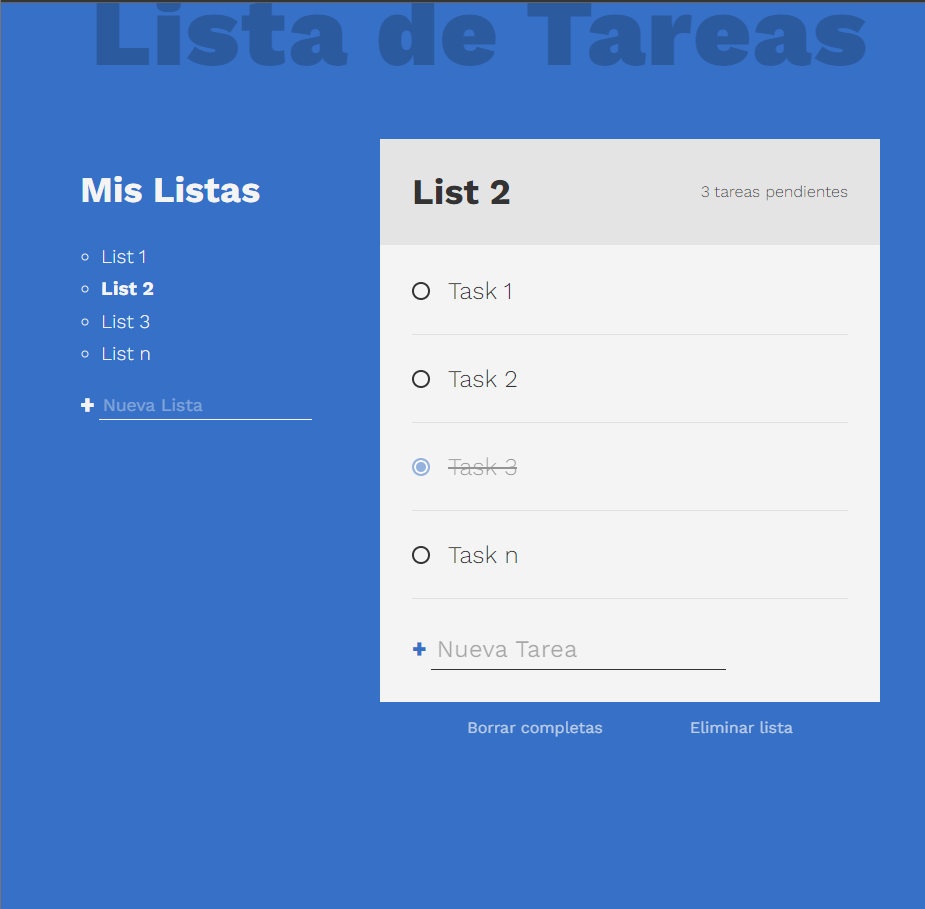 Lista de Tareas
Mis Listas
List 1
List 2
List 3
List n
Nueva Lista
List 2
3 tareas pendientes
Task 1
Task 2
Task 3
Task n
Nueva Tarea
Borrar completas
Eliminar lista